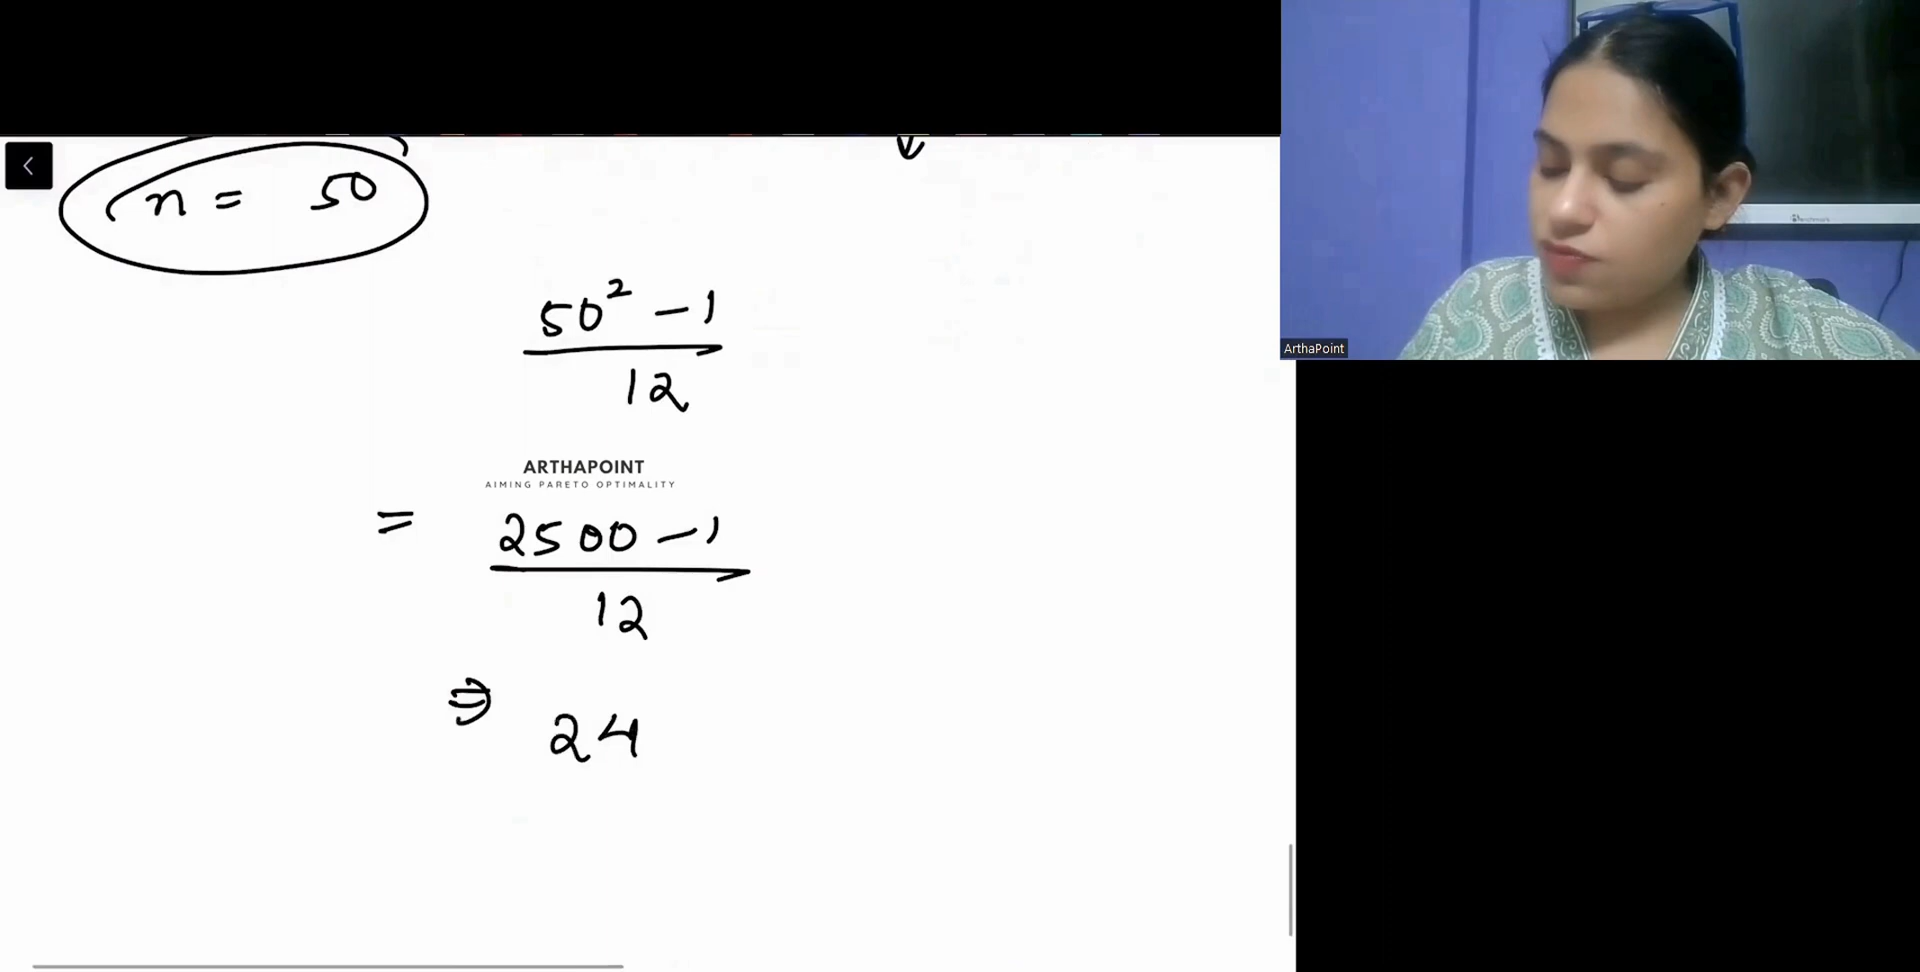 n = 50
50² - 1
12
ARTHAPOINT
AIMING PARETO OPTIMALITY
= 2500 - 1
12
⇒ 24
ArthaPoint